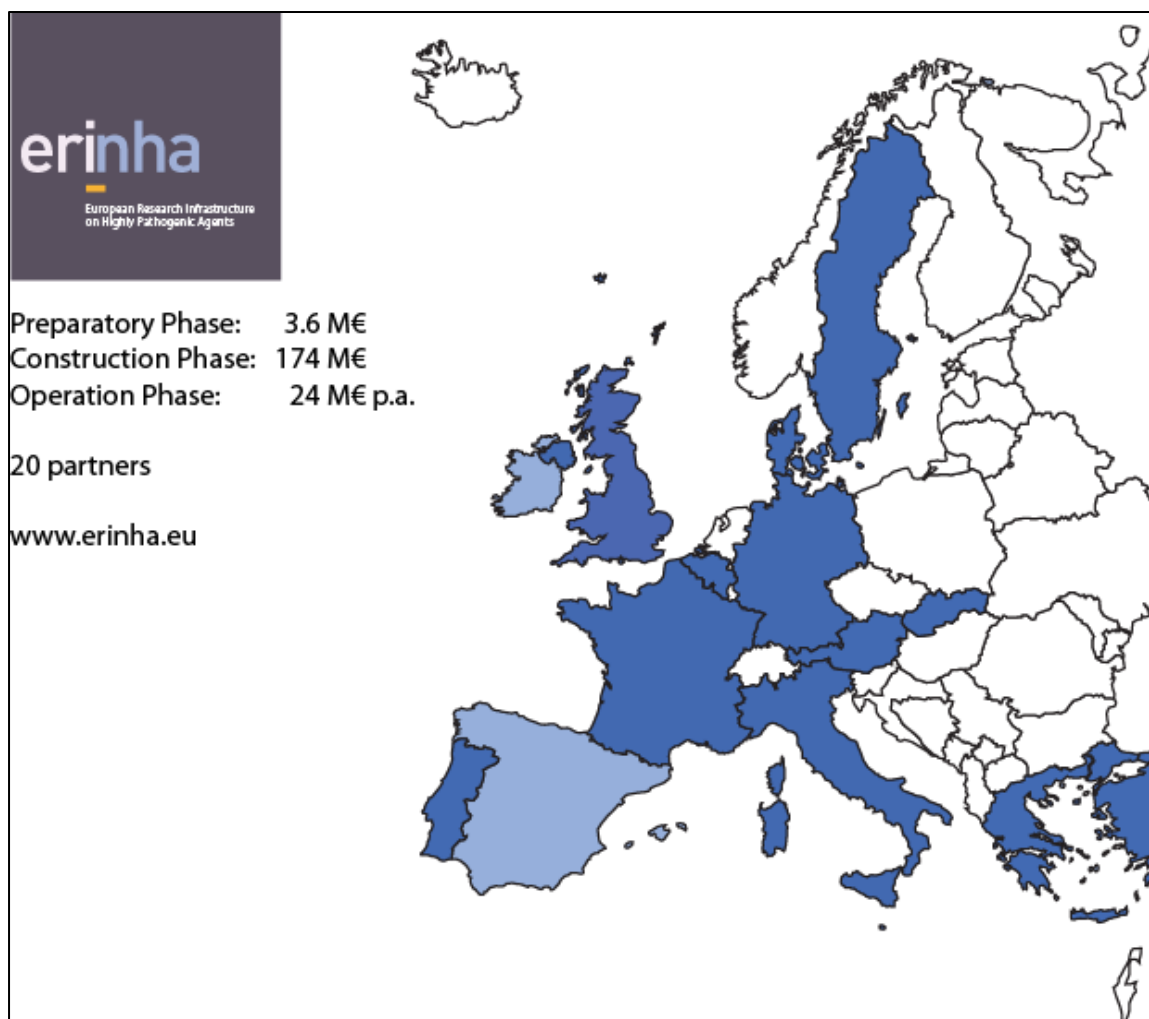 erinha
European Research Infrastructure
on Highly Pathogenic Agents
Preparatory Phase: 3.6 M€
Construction Phase: 174 M€
Operation Phase: 24 M€ p.a.
20 partners
www.erinha.eu